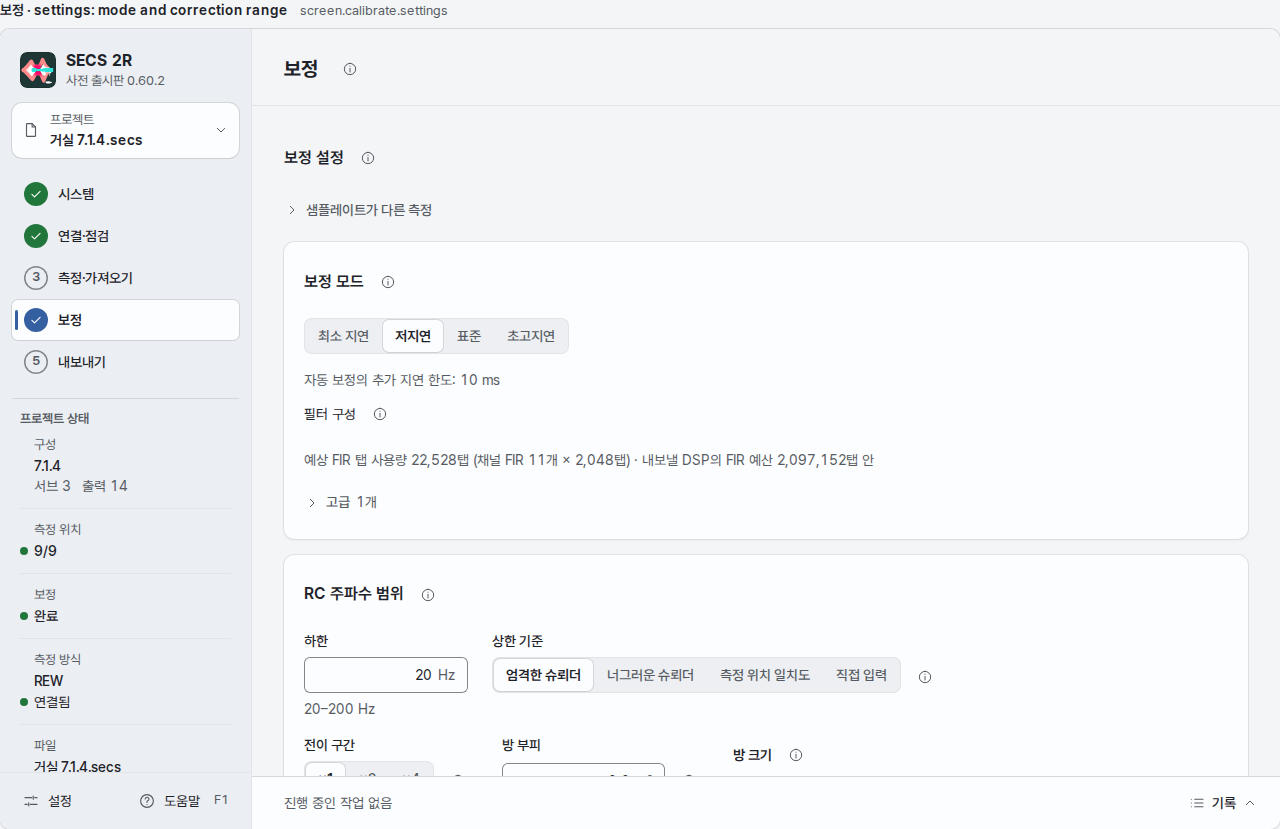 보정 · settings: mode and correction range screen.calibrate.settings
SECS 2R
사전 출시판 0.60.2
프로젝트
거실 7.1.4.secs
시스템
연결·점검
3 측정·가져오기
보정
5 내보내기
프로젝트 상태
구성
7.1.4
서브 3 출력 14
측정 위치
9/9
보정
완료
측정 방식
REW
연결됨
파일
거실 7.1.4.secs
설정
도움말 F1
보정
보정 설정
샘플레이트가 다른 측정
보정 모드
최소 지연 저지연 표준 초고지연
자동 보정의 추가 지연 한도: 10 ms
필터 구성
예상 FIR 탭 사용량 22,528탭 (채널 FIR 11개 × 2,048탭) · 내보낼 DSP의 FIR 예산 2,097,152탭 안
고급 1개
RC 주파수 범위
하한 상한 기준
20 Hz 엄격한 슈뢰더 너그러운 슈뢰더 측정 위치 일치도 직접 입력
20–200 Hz
전이 구간 방 부피 방 크기
진행 중인 작업 없음
기록